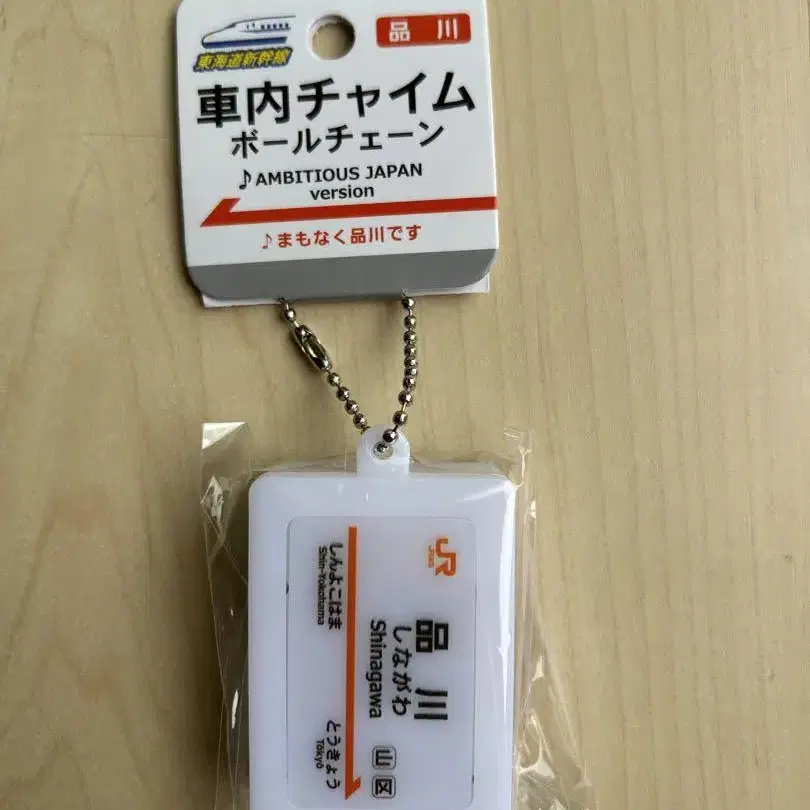 東海道新幹線
品川
車内チャイム
ボールチェーン
♪AMBITIOUS JAPAN
version
♪まもなく品川です
JR
品川
しながわ
Shinagawa
山 区
しんよこはま
Shin-Yokohama
とうきょう
Tōkyō